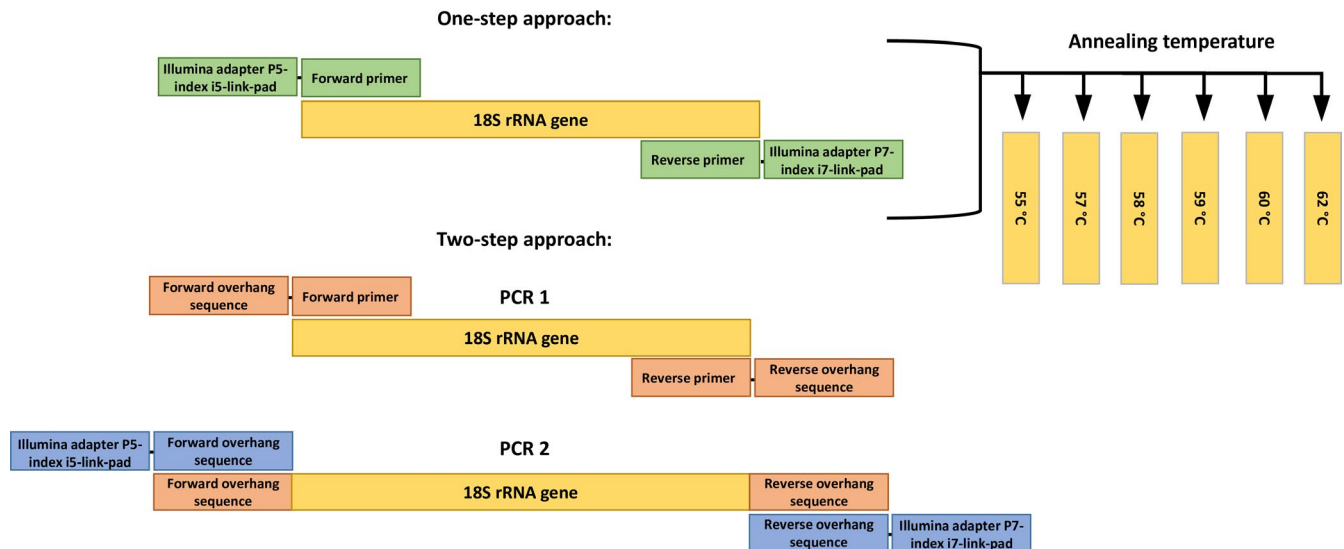 One-step approach:
Annealing temperature
Illumina adapter P5-
index i5-link-pad
Forward primer
18S rRNA gene
Reverse primer
Illumina adapter P7-
index i7-link-pad
55 °C
57 °C
58 °C
59 °C
60 °C
62 °C
Two-step approach:
PCR 1
Forward overhang
sequence
Forward primer
18S rRNA gene
Reverse primer
Reverse overhang
sequence
PCR 2
Illumina adapter P5-
index i5-link-pad
Forward overhang
sequence
Forward overhang
sequence
18S rRNA gene
Reverse overhang
sequence
Reverse overhang
sequence
Illumina adapter P7-
index i7-link-pad